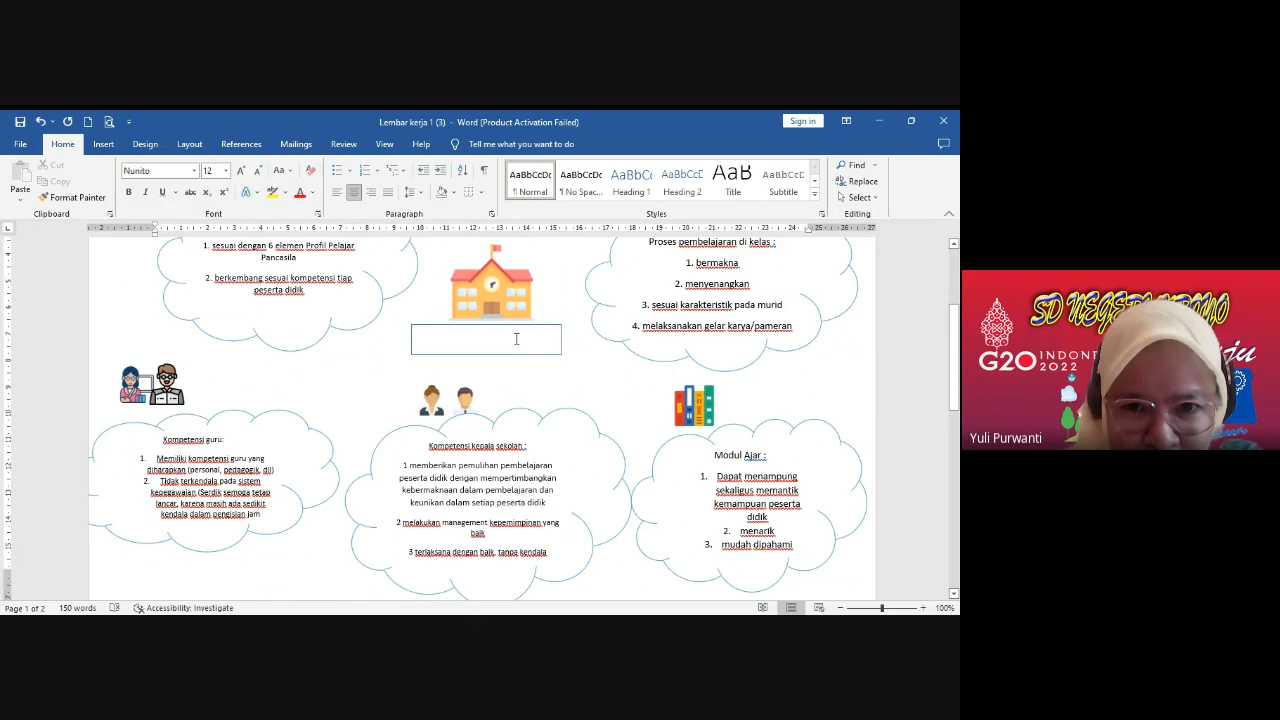 Lembar kerja 1 (3) - Word (Product Activation Failed)
Sign in
File Home Insert Design Layout References Mailings Review View Help Tell me what you want to do
Paste
Cut
Copy
Format Painter
Clipboard
Nunito 12
Font
Paragraph
AaBbCcDc
¶ Normal
AaBbCcDc
¶ No Spac...
AaBbCc
Heading 1
AaBbCcC
Heading 2
AaB
Title
AaBbCcC
Subtitle
Styles
Find
Replace
Select
Editing
1. sesuai dengan 6 elemen Profil Pelajar
Pancasila
2. berkembang sesuai kompetensi tiap
peserta didik
Proses pembelajaran di kelas :
1. bermakna
2. menyenangkan
3. sesuai karakteristik pada murid
4. melaksanakan gelar karya/pameran
Kompetensi guru:
1. Memiliki kompetensi guru yang
diharapkan (personal, pedagogik, dll)
2. Tidak terkendala pada sistem
kepegawaian (Serdik semoga tetap
lancar, karena masih ada sedikit
kendala dalam pengisian jam
Kompetensi kepala sekolah :
1 memberikan pemulihan pembelajaran
peserta didik dengan mempertimbangkan
kebermaknaan dalam pembelajaran dan
keunikan dalam setiap peserta didik
2 melakukan management kepemimpinan yang
baik
3 terlaksana dengan baik, tanpa kendala
Modul Ajar :
1. Dapat menampung
sekaligus memantik
kemampuan peserta
didik
2. menarik
3. mudah dipahami
Page 1 of 2 150 words Accessibility: Investigate
100%
SD NEGERI
G20 INDON
2022
Yuli Purwanti